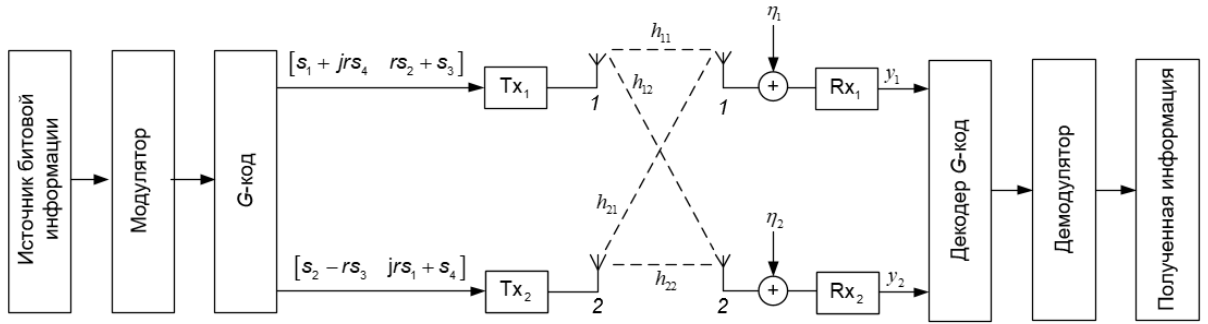 Источник битовой
информации
Модулятор
G-код
[s₁ + jrs₄ rs₂ + s₃]
Tx₁
1
h₁₁
h₁₂
1
η₁
+
Rx₁
y₁
[s₂ − rs₃ jrs₁ + s₄]
Tx₂
2
h₂₁
h₂₂
2
η₂
+
Rx₂
y₂
Декодер G-код
Демодулятор
Полученная информация